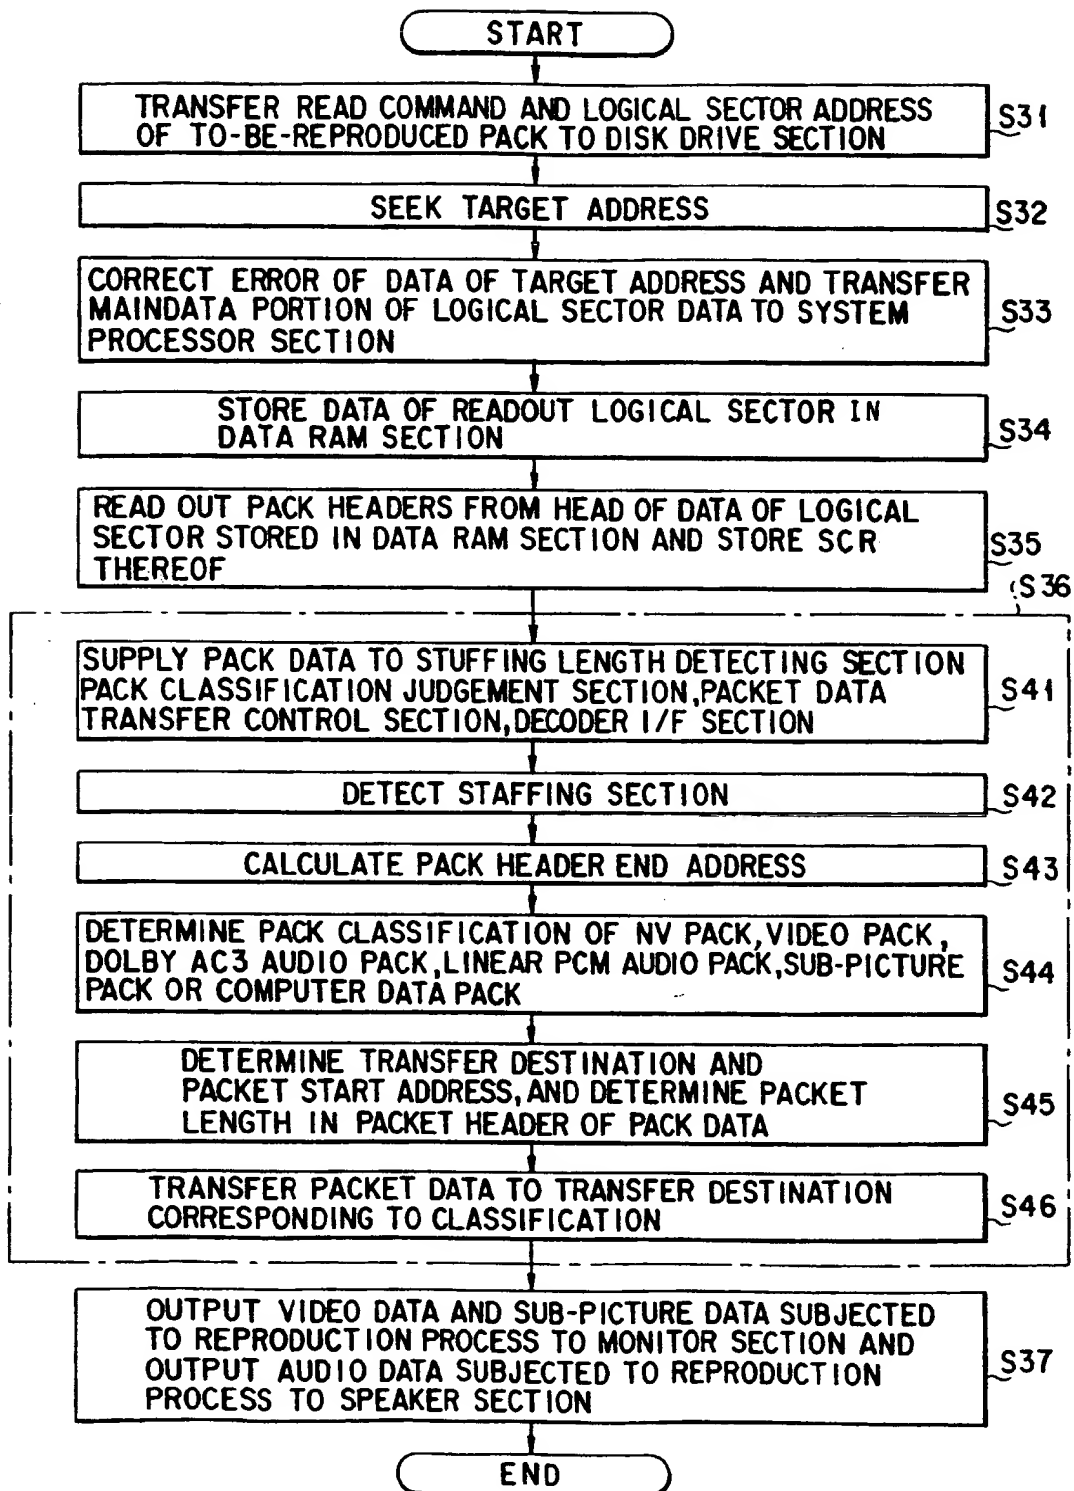 START
TRANSFER READ COMMAND AND LOGICAL SECTOR ADDRESS
OF TO-BE-REPRODUCED PACK TO DISK DRIVE SECTION
S31
SEEK TARGET ADDRESS
S32
CORRECT ERROR OF DATA OF TARGET ADDRESS AND TRANSFER
MAINDATA PORTION OF LOGICAL SECTOR DATA TO SYSTEM
PROCESSOR SECTION
S33
STORE DATA OF READOUT LOGICAL SECTOR IN
DATA RAM SECTION
S34
READ OUT PACK HEADERS FROM HEAD OF DATA OF LOGICAL
SECTOR STORED IN DATA RAM SECTION AND STORE SCR
THEREOF
S35
S36
SUPPLY PACK DATA TO STUFFING LENGTH DETECTING SECTION
PACK CLASSIFICATION JUDGEMENT SECTION, PACKET DATA
TRANSFER CONTROL SECTION, DECODER I/F SECTION
S41
DETECT STAFFING SECTION
S42
CALCULATE PACK HEADER END ADDRESS
S43
DETERMINE PACK CLASSIFICATION OF NV PACK, VIDEO PACK,
DOLBY AC3 AUDIO PACK, LINEAR PCM AUDIO PACK, SUB-PICTURE
PACK OR COMPUTER DATA PACK
S44
DETERMINE TRANSFER DESTINATION AND
PACKET START ADDRESS, AND DETERMINE PACKET
LENGTH IN PACKET HEADER OF PACK DATA
S45
TRANSFER PACKET DATA TO TRANSFER DESTINATION
CORRESPONDING TO CLASSIFICATION
S46
OUTPUT VIDEO DATA AND SUB-PICTURE DATA SUBJECTED
TO REPRODUCTION PROCESS TO MONITOR SECTION AND
OUTPUT AUDIO DATA SUBJECTED TO REPRODUCTION
PROCESS TO SPEAKER SECTION
S37
END